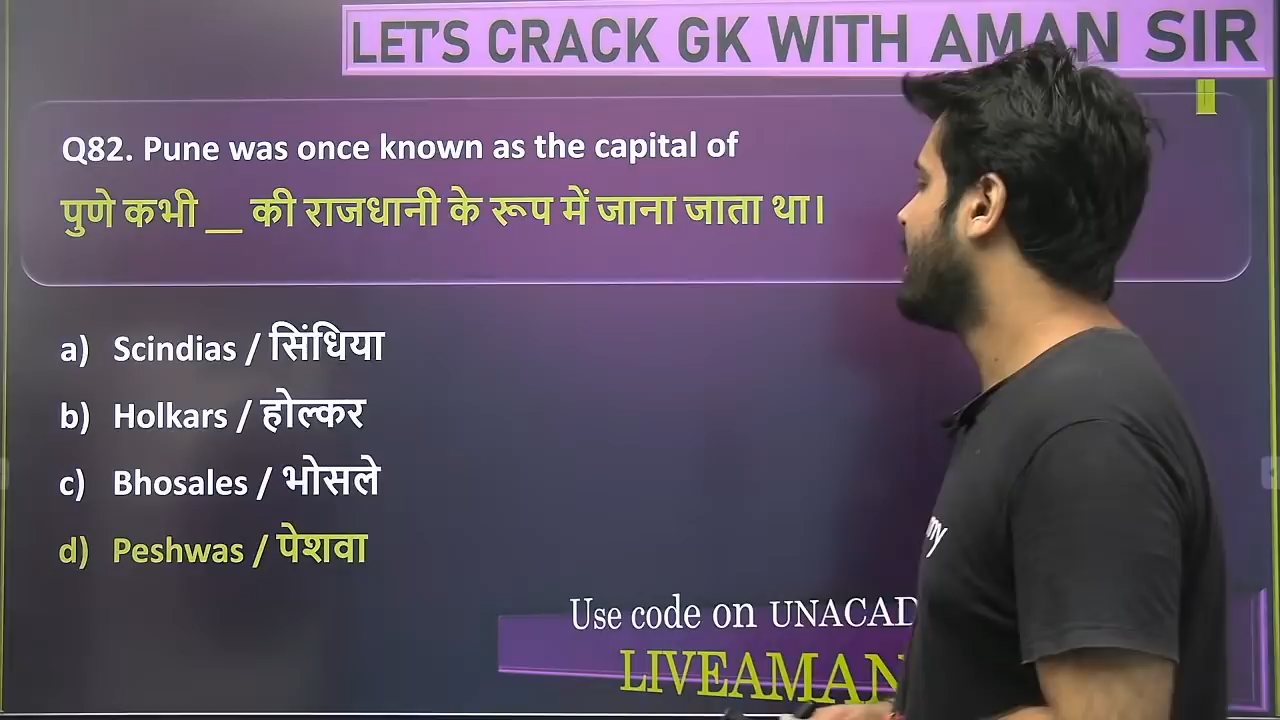 LET'S CRACK GK WITH AMAN SIR
Q82. Pune was once known as the capital of
पुणे कभी __ की राजधानी के रूप में जाना जाता था।
a) Scindias / सिंधिया
b) Holkars / होल्कर
c) Bhosales / भोसले
d) Peshwas / पेशवा
Use code on
LIVEAMAN